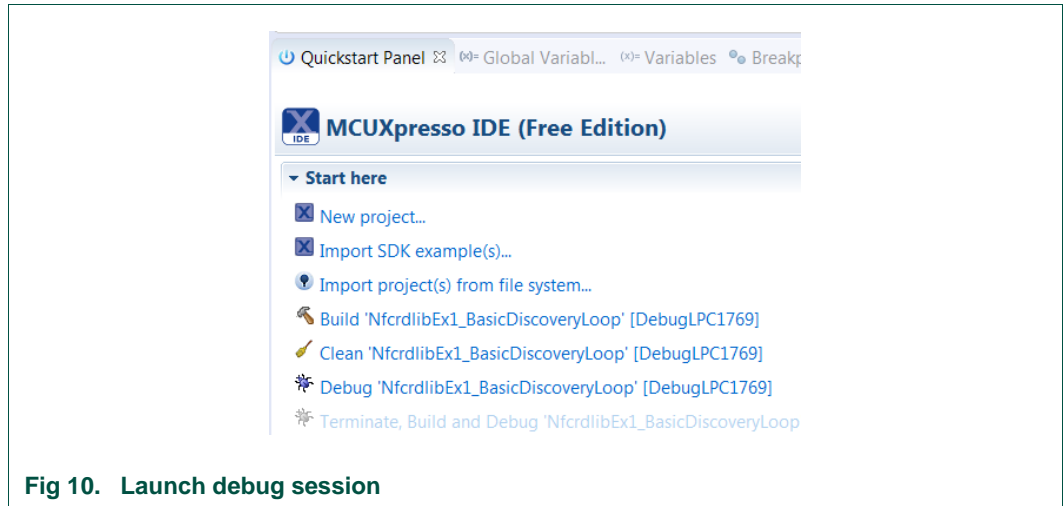 Quickstart Panel (x)= Global Variabl... (x)= Variables Breakp
IDE MCUXpresso IDE (Free Edition)
Start here
New project...
Import SDK example(s)...
Import project(s) from file system...
Build 'NfcrdlibEx1_BasicDiscoveryLoop' [DebugLPC1769]
Clean 'NfcrdlibEx1_BasicDiscoveryLoop' [DebugLPC1769]
Debug 'NfcrdlibEx1_BasicDiscoveryLoop' [DebugLPC1769]
Terminate, Build and Debug 'NfcrdlibEx1_BasicDiscoveryLoop
Fig 10. Launch debug session